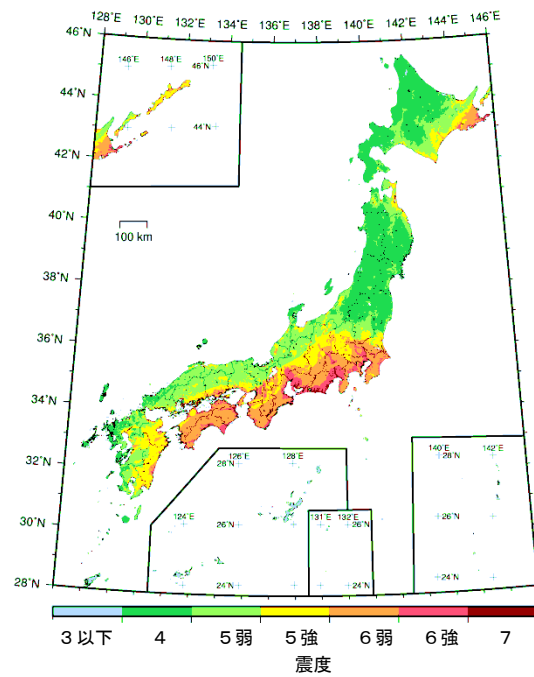 128°E 130°E 132°E 134°E 136°E 138°E 140°E 142°E 144°E 146°E
46°N
146°E 148°E 150°E
46°N
44°N
44°N
42°N
40°N
100 km
38°N
36°N
34°N
32°N
126°E 128°E
28°N
140°E 142°E
28°N
30°N
124°E
26°N
131°E 132°E
26°N
26°N
28°N
24°N
24°N
24°N
3以下 4 5弱 5強 6弱 6強 7
震度